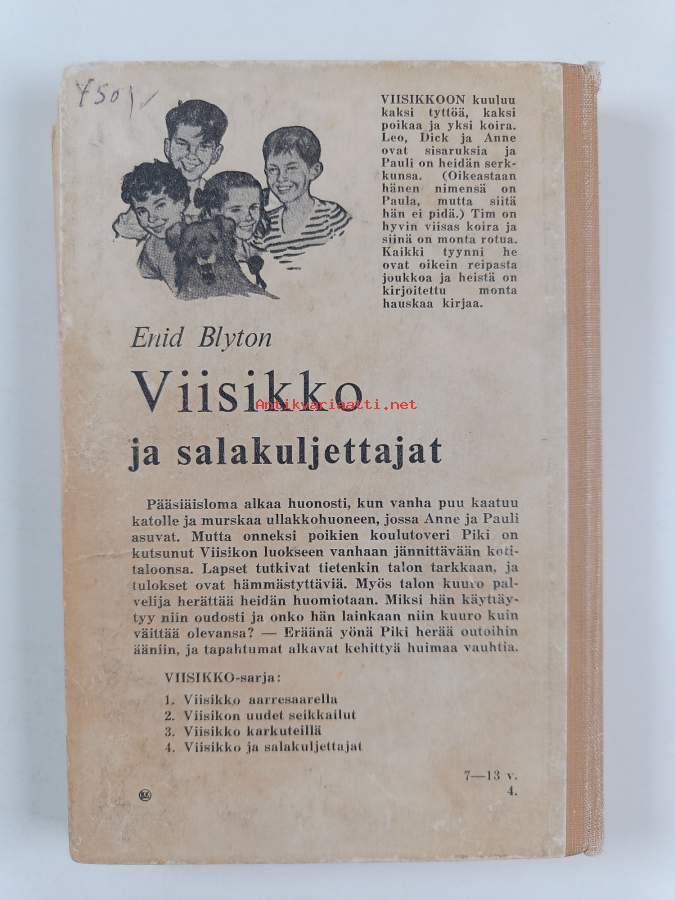 VIISIKKOON kuuluu
kaksi tyttöä, kaksi
poikaa ja yksi koira.
Leo, Dick ja Anne
ovat sisaruksia ja
Pauli on heidän serk-
kunsa. (Oikeastaan
hänen nimensä on
Paula, mutta siitä
hän ei pidä.) Tim on
hyvin viisas koira ja
siinä on monta rotua.
Kaikki tyynni he
ovat oikein reipasta
joukkoa ja heistä on
kirjoitettu monta
hauskaa kirjaa.
Enid Blyton
Viisikko
Antikvariaatti.net
ja salakuljettajat
Pääsiäisloma alkaa huonosti, kun vanha puu kaatuu
katolle ja murskaa ullakkohuoneen, jossa Anne ja Pauli
asuvat. Mutta onneksi poikien koulutoveri Piki on
kutsunut Viisikon luokseen vanhaan jännittävään koti-
taloonsa. Lapset tutkivat tietenkin talon tarkkaan, ja
tulokset ovat hämmästyttäviä. Myös talon kuuro pal-
velija herättää heidän huomiotaan. Miksi hän käyttäy-
tyy niin oudosti ja onko hän lainkaan niin kuuro kuin
väittää olevansa? — Eräänä yönä Piki herää outoihin
ääniin, ja tapahtumat alkavat kehittyä huimaa vauhtia.
VIISIKKO-sarja:
1. Viisikko aarresaarella
2. Viisikon uudet seikkailut
3. Viisikko karkuteillä
4. Viisikko ja salakuljettajat
7—13 v.
4.